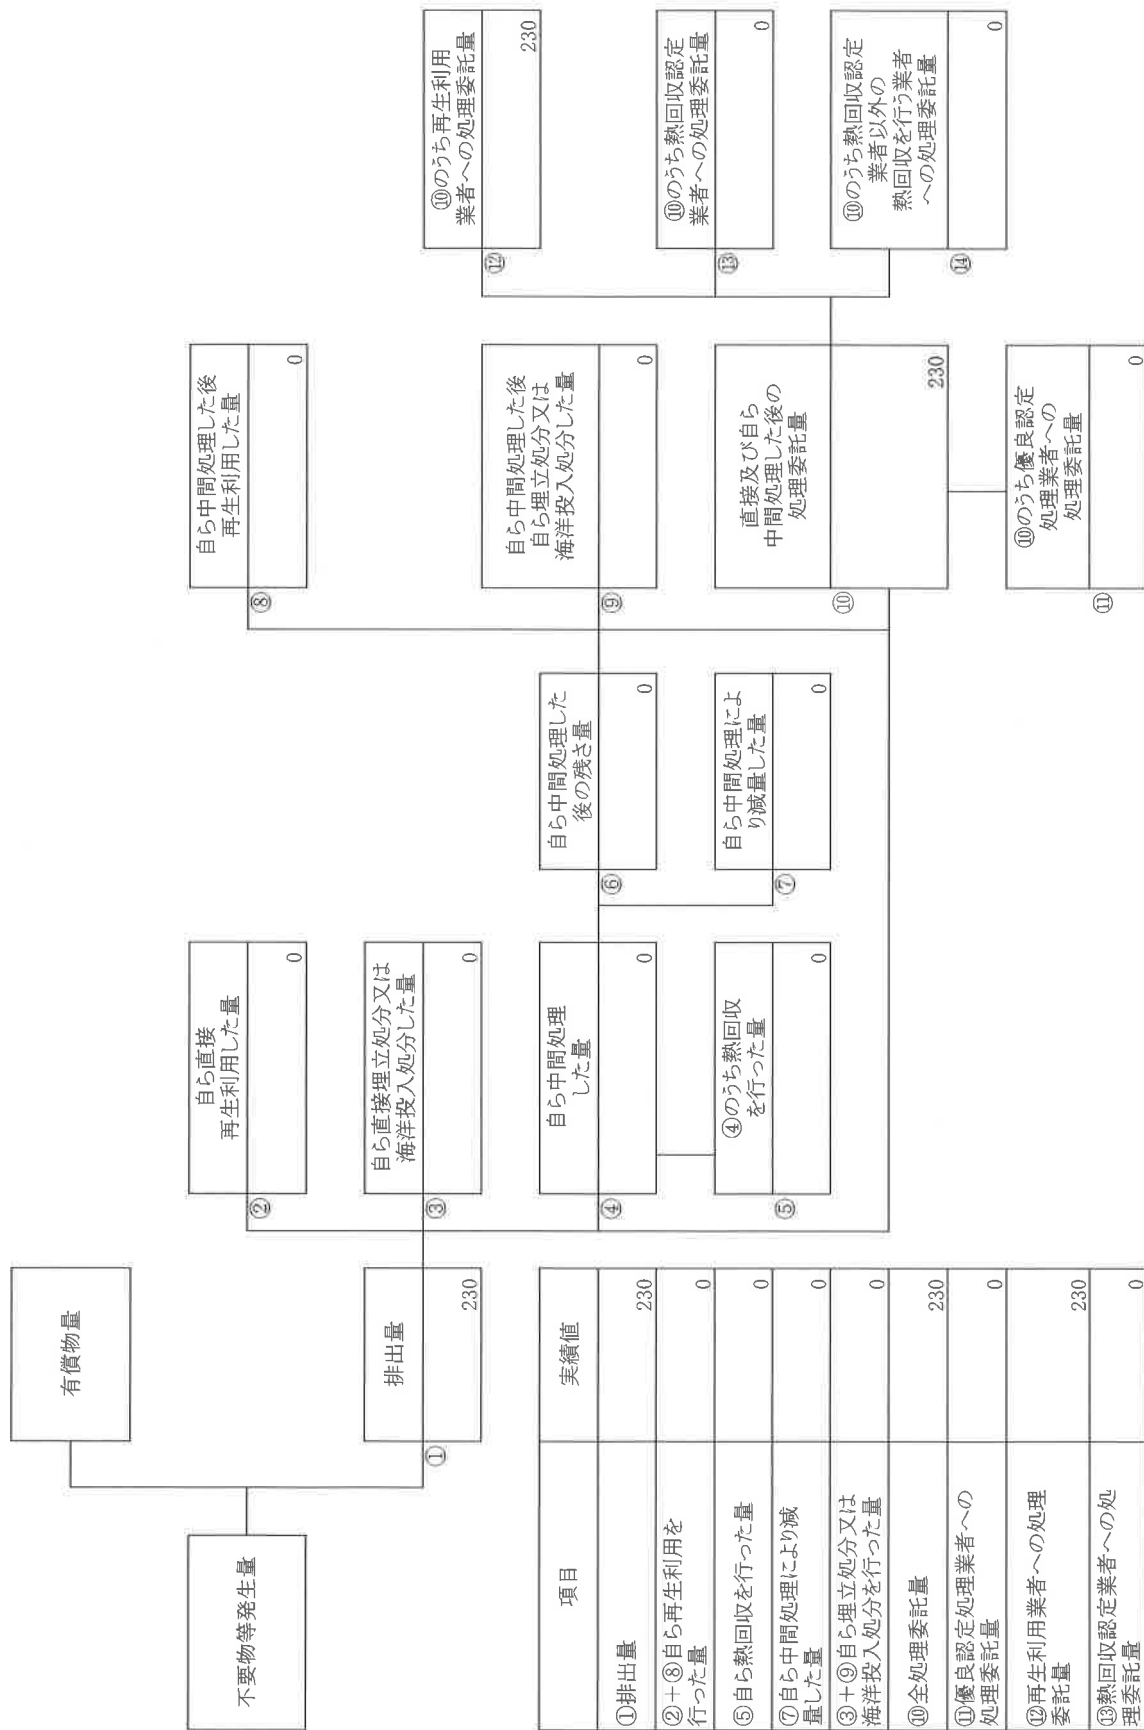 不要物等発生量
有償物量
①
排出量
230
②
自ら直接
再生利用した量
0
③
自ら直接埋立処分又は
海洋投入処分した量
0
④
自ら中間処理
した量
0
⑤
④のうち熱回収
を行った量
0
⑥
自ら中間処理した
後の残さ量
0
⑦
自ら中間処理によ
り減量した量
0
⑧
自ら中間処理した後
再生利用した量
0
⑨
自ら中間処理した後
自ら埋立処分又は
海洋投入処分した量
0
⑩
直接及び自ら
中間処理した後の
処理委託量
230
⑪
⑩のうち優良認定
処理業者への
処理委託量
0
⑫
⑩のうち再生利用
業者への処理委託量
230
⑬
⑩のうち熱回収認定
業者への処理委託量
0
⑭
⑩のうち熱回収認定
業者以外の
熱回収を行う業者
への処理委託量
0
項目
実績値
①排出量
230
②+⑧自ら再生利用を
行った量
0
⑤自ら熱回収を行った量
0
⑦自ら中間処理により減
量した量
0
③+⑨自ら埋立処分又は
海洋投入処分を行った量
0
⑩全処理委託量
230
⑪優良認定処理業者への
処理委託量
0
⑫再生利用業者への処理
委託量
230
⑬熱回収認定業者への処
理委託量
0